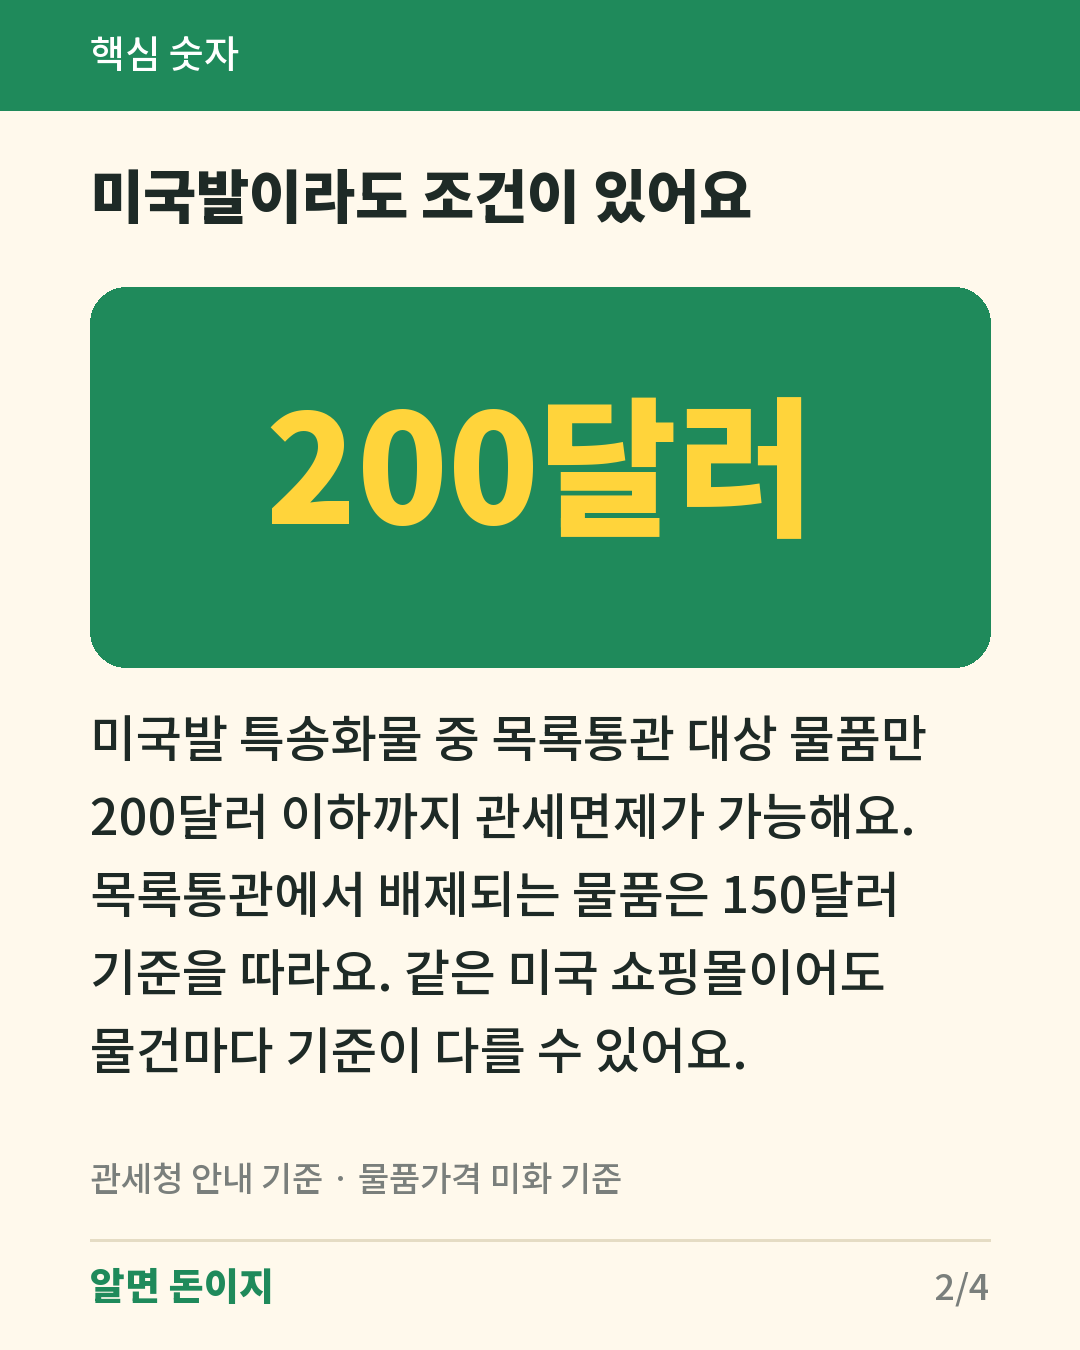 핵심 숫자
미국발이라도 조건이 있어요
200달러
미국발 특송화물 중 목록통관 대상 물품만
200달러 이하까지 관세면제가 가능해요.
목록통관에서 배제되는 물품은 150달러
기준을 따라요. 같은 미국 쇼핑몰이어도
물건마다 기준이 다를 수 있어요.
관세청 안내 기준 · 물품가격 미화 기준
알면 돈이지
2/4